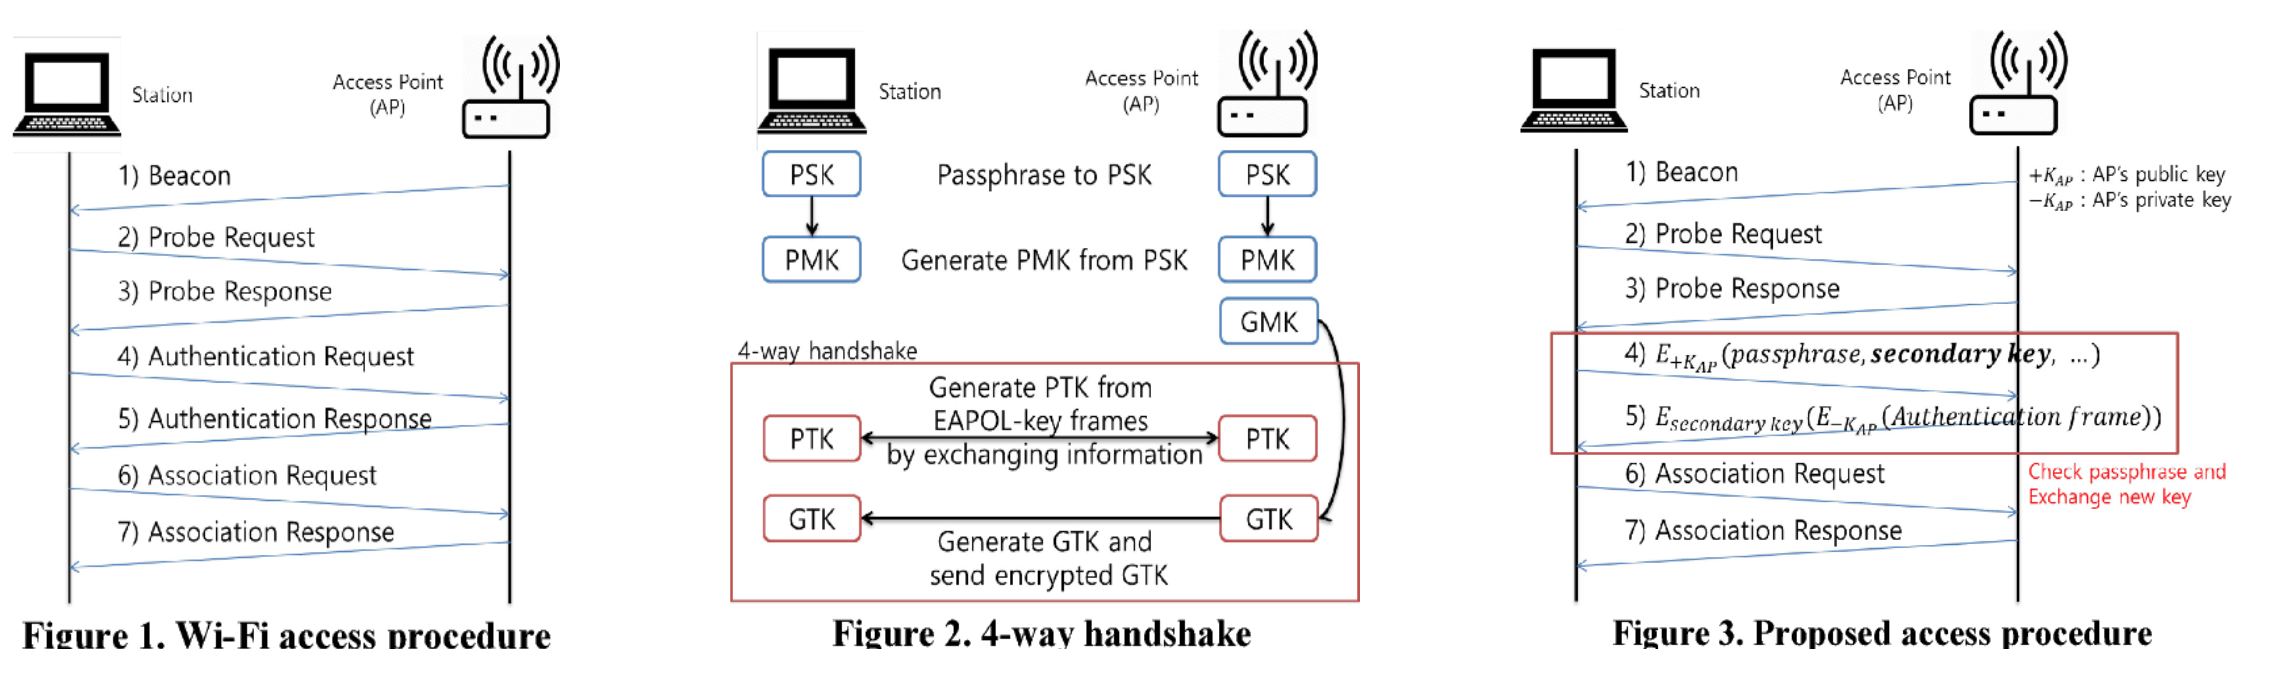 Station
Access Point
(AP)
1) Beacon
2) Probe Request
3) Probe Response
4) Authentication Request
5) Authentication Response
6) Association Request
7) Association Response
Figure 1. Wi-Fi access procedure
Station
Access Point
(AP)
PSK
Passphrase to PSK
PSK
PMK
Generate PMK from PSK
PMK
GMK
4-way handshake
Generate PTK from
EAPOL-key frames
PTK
PTK
by exchanging information
GTK
GTK
Generate GTK and
send encrypted GTK
Figure 2. 4-way handshake
Station
Access Point
(AP)
1) Beacon
+K_{AP} : AP's public key
−K_{AP} : AP's private key
2) Probe Request
3) Probe Response
4) E_{+K_{AP}}(passphrase, secondary key, …)
5) E_{secondary key}(E_{−K_{AP}}(Authentication frame))
6) Association Request
Check passphrase and
Exchange new key
7) Association Response
Figure 3. Proposed access procedure